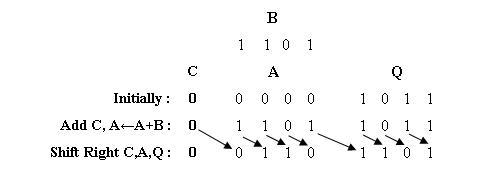 B
1 1 0 1
C A Q
Initially : 0 0 0 0 0 1 0 1 1
Add C, A←A+B : 0 1 1 0 1 1 0 1 1
Shift Right C,A,Q : 0 0 1 1 0 1 1 0 1